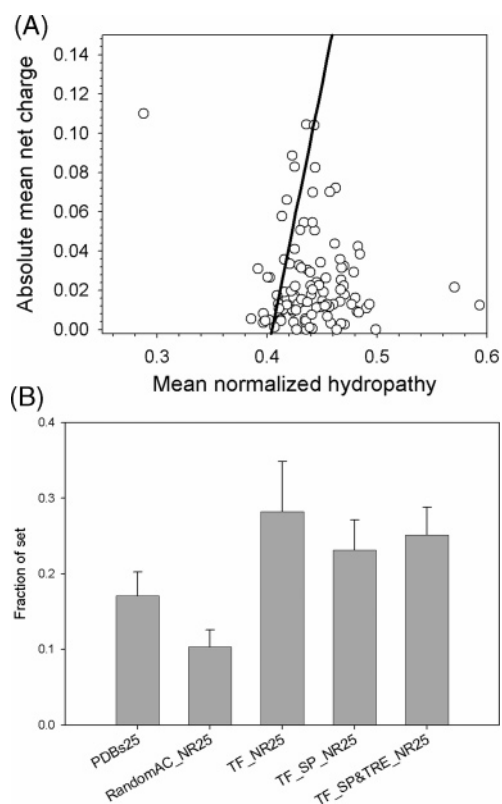 (A)
0.14
0.12
0.10
0.08
0.06
0.04
0.02
0.00
Absolute mean net charge
0.3 0.4 0.5 0.6
Mean normalized hydropathy
(B)
0.4
0.3
0.2
0.1
0.0
Fraction of set
PDBs25
RandomAC_NR25
TF_NR25
TF_SP_NR25
TF_SP&TRE_NR25